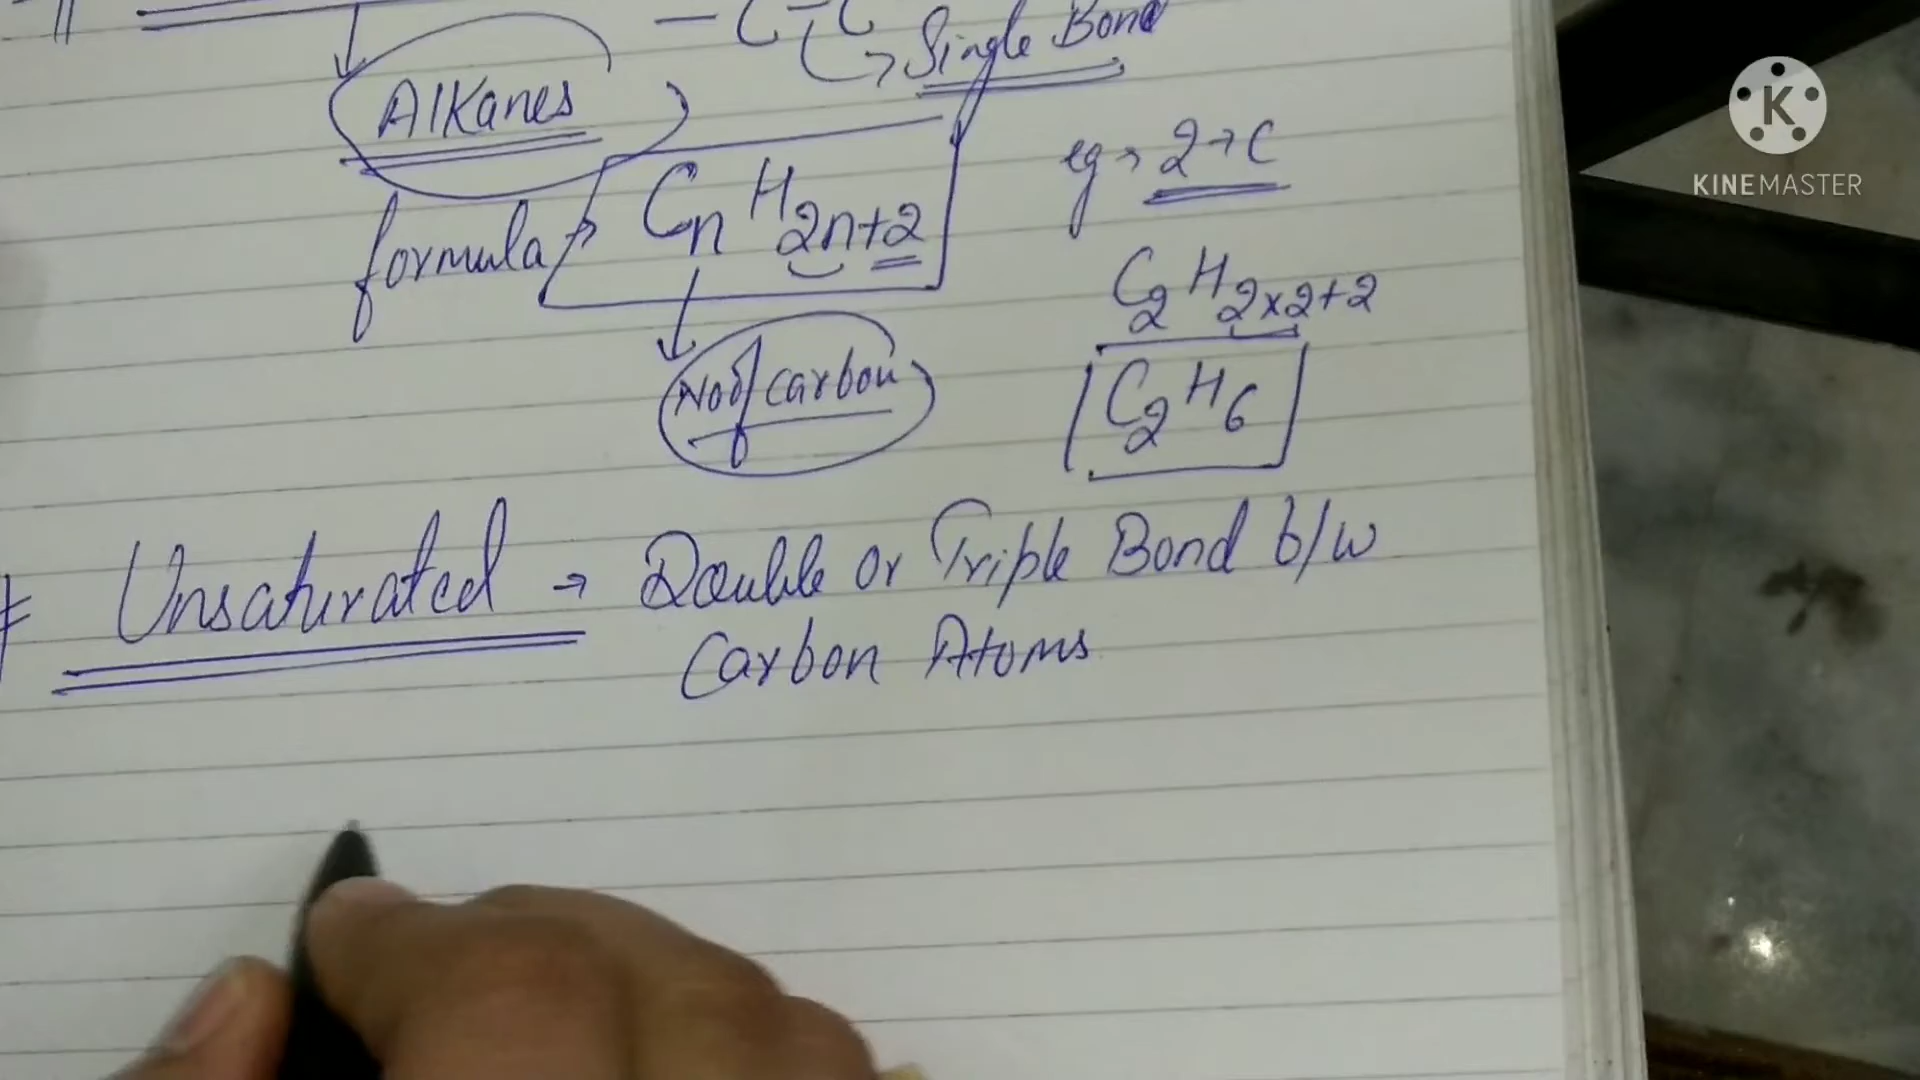 – C – C
→ Single Bond
Alkanes
eg → 2 → C
formula → CnH2n+2
C2H2×2+2
No of carbon
C2H6
Unsaturated → Double or Triple Bond b/w
Carbon Atoms
K
KINEMASTER